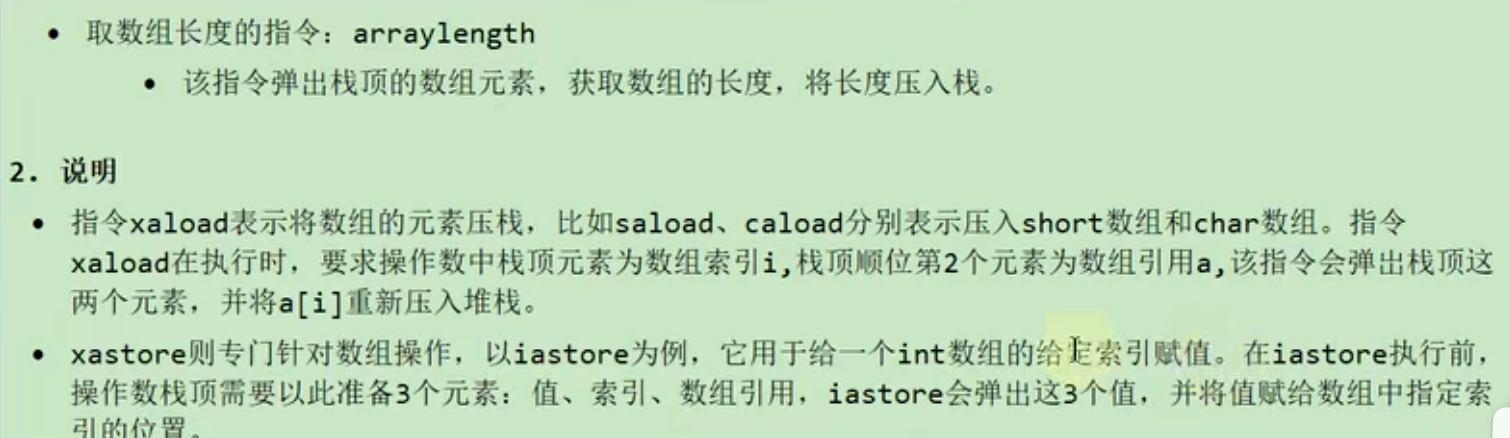 • 取数组长度的指令：arraylength
• 该指令弹出栈顶的数组元素，获取数组的长度，将长度压入栈。
2. 说明
• 指令xaload表示将数组的元素压栈，比如saload、caload分别表示压入short数组和char数组。指令
xaload在执行时，要求操作数中栈顶元素为数组索引i,栈顶顺位第2个元素为数组引用a,该指令会弹出栈顶这
两个元素，并将a[i]重新压入堆栈。
• xastore则专门针对数组操作，以iastore为例，它用于给一个int数组的给定索引赋值。在iastore执行前，
操作数栈顶需要以此准备3个元素：值、索引、数组引用，iastore会弹出这3个值，并将值赋给数组中指定索
引的位置。